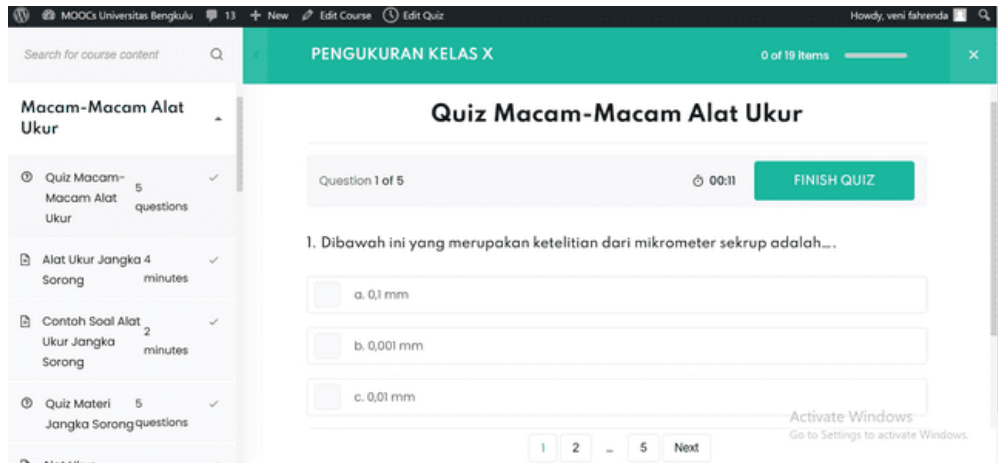 MOOCs Universitas Bengkulu 13 + New Edit Course Edit Quiz Howdy, veni fahrenda
Search for course content
PENGUKURAN KELAS X
0 of 19 items
Macam-Macam Alat
Ukur
Quiz Macam-
Macam Alat
Ukur
5
questions
Alat Ukur Jangka
Sorong
4
minutes
Contoh Soal Alat
Ukur Jangka
Sorong
2
minutes
Quiz Materi
Jangka Sorong
5
questions
Quiz Macam-Macam Alat Ukur
Question 1 of 5
00:11
FINISH QUIZ
1. Dibawah ini yang merupakan ketelitian dari mikrometer sekrup adalah....
a. 0,1 mm
b. 0,001 mm
c. 0,01 mm
1 2 ... 5 Next
Activate Windows
Go to Settings to activate Windows.